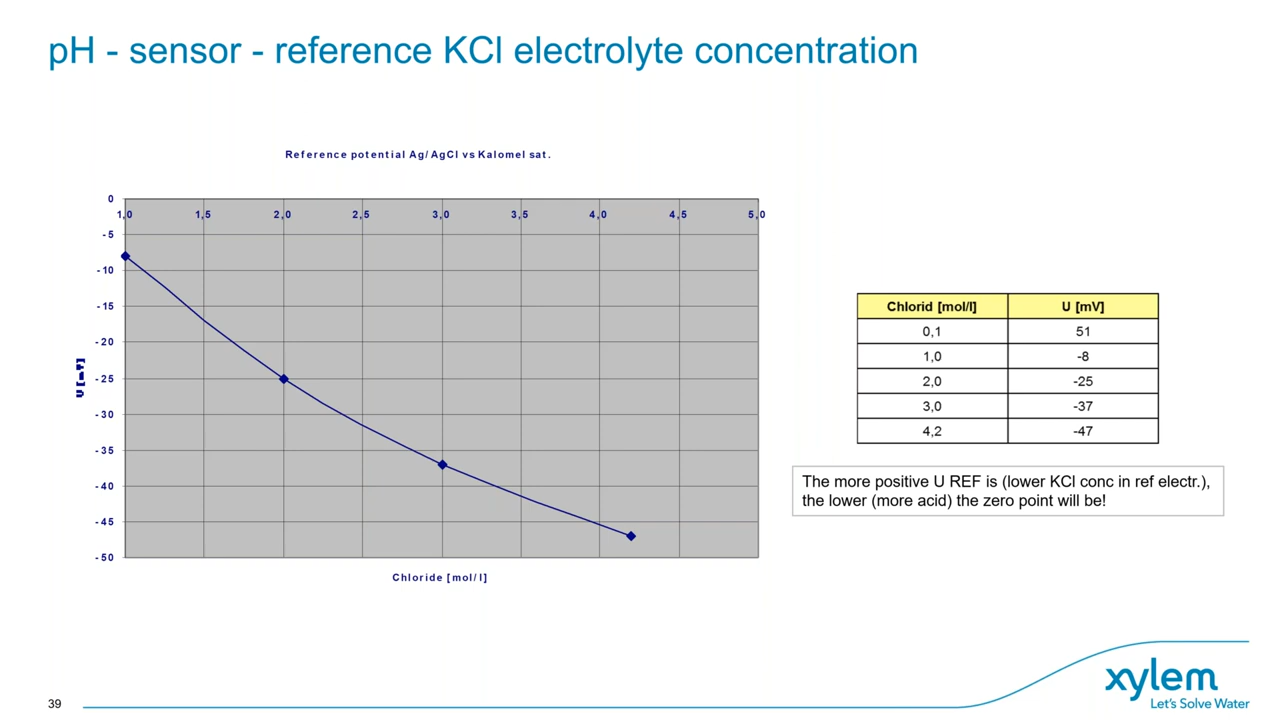 pH - sensor - reference KCl electrolyte concentration
Reference potential Ag/AgCl vs Kalomel sat.
0
1,0 1,5 2,0 2,5 3,0 3,5 4,0 4,5 5,0
-5
-10
-15
-20
-25
-30
-35
-40
-45
-50
U [mV]
Chloride [mol/l]
Chlorid [mol/l] U [mV]
0,1 51
1,0 -8
2,0 -25
3,0 -37
4,2 -47
The more positive U REF is (lower KCl conc in ref electr.),
the lower (more acid) the zero point will be!
39
xylem
Let's Solve Water